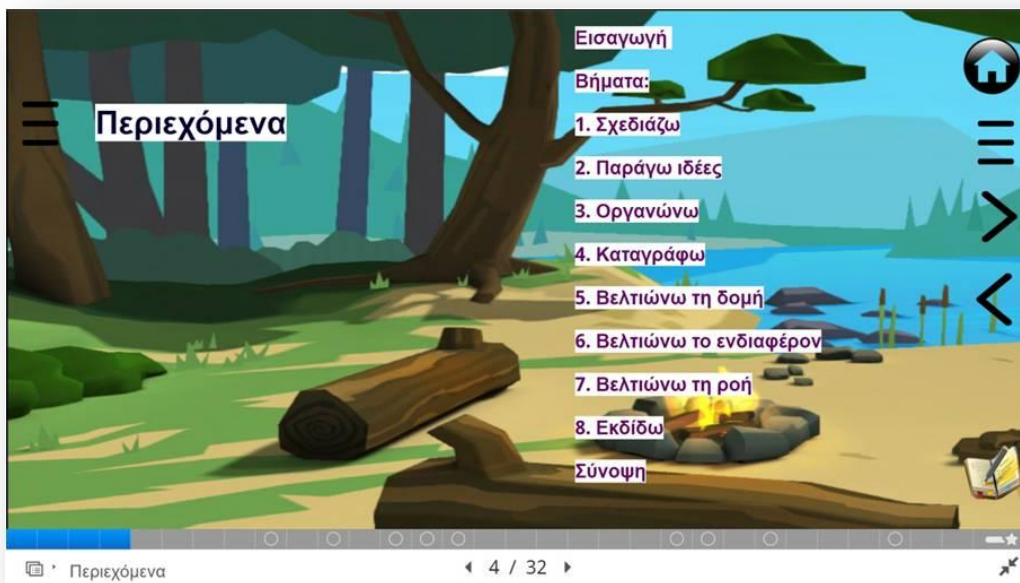 Περιεχόμενα
Εισαγωγή
Βήματα:
1. Σχεδιάζω
2. Παράγω ιδέες
3. Οργανώνω
4. Καταγράφω
5. Βελτιώνω τη δομή
6. Βελτιώνω το ενδιαφέρον
7. Βελτιώνω τη ροή
8. Εκδίδω
Σύνοψη
Περιεχόμενα
4 / 32